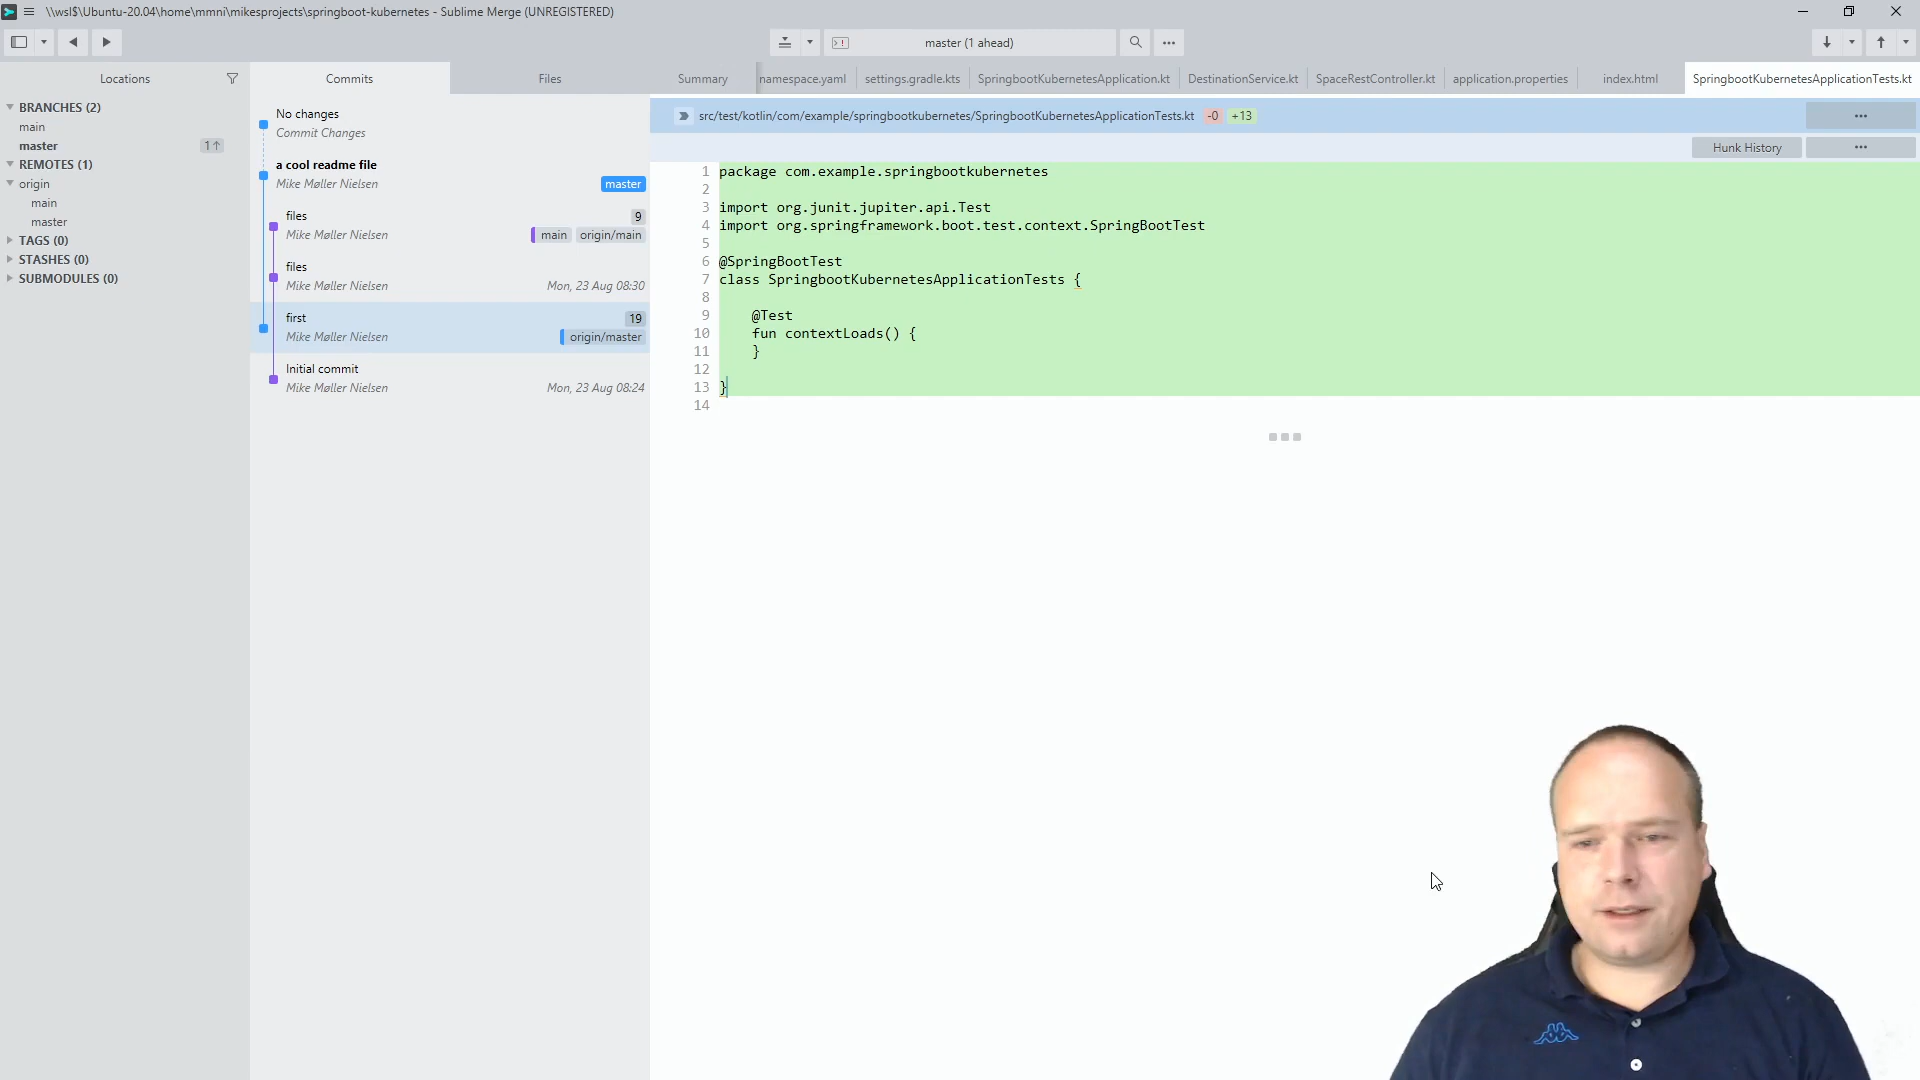 \\wsl$\Ubuntu-20.04\home\mmni\mikesprojects\springboot-kubernetes - Sublime Merge (UNREGISTERED)
master (1 ahead)
Locations
BRANCHES (2)
main
master
1↑
REMOTES (1)
origin
main
master
TAGS (0)
STASHES (0)
SUBMODULES (0)
Commits
Files
No changes
Commit Changes
a cool readme file
Mike Møller Nielsen
master
files
9
Mike Møller Nielsen
main
origin/main
files
Mike Møller Nielsen
Mon, 23 Aug 08:30
first
19
Mike Møller Nielsen
origin/master
Initial commit
Mike Møller Nielsen
Mon, 23 Aug 08:24
Summary
namespace.yaml
settings.gradle.kts
SpringbootKubernetesApplication.kt
DestinationService.kt
SpaceRestController.kt
application.properties
index.html
SpringbootKubernetesApplicationTests.kt
src/test/kotlin/com/example/springbootkubernetes/SpringbootKubernetesApplicationTests.kt -0 +13
Hunk History
1 package com.example.springbootkubernetes
2
3 import org.junit.jupiter.api.Test
4 import org.springframework.boot.test.context.SpringBootTest
5
6 @SpringBootTest
7 class SpringbootKubernetesApplicationTests {
8
9 @Test
10 fun contextLoads() {
11 }
12
13 }
14